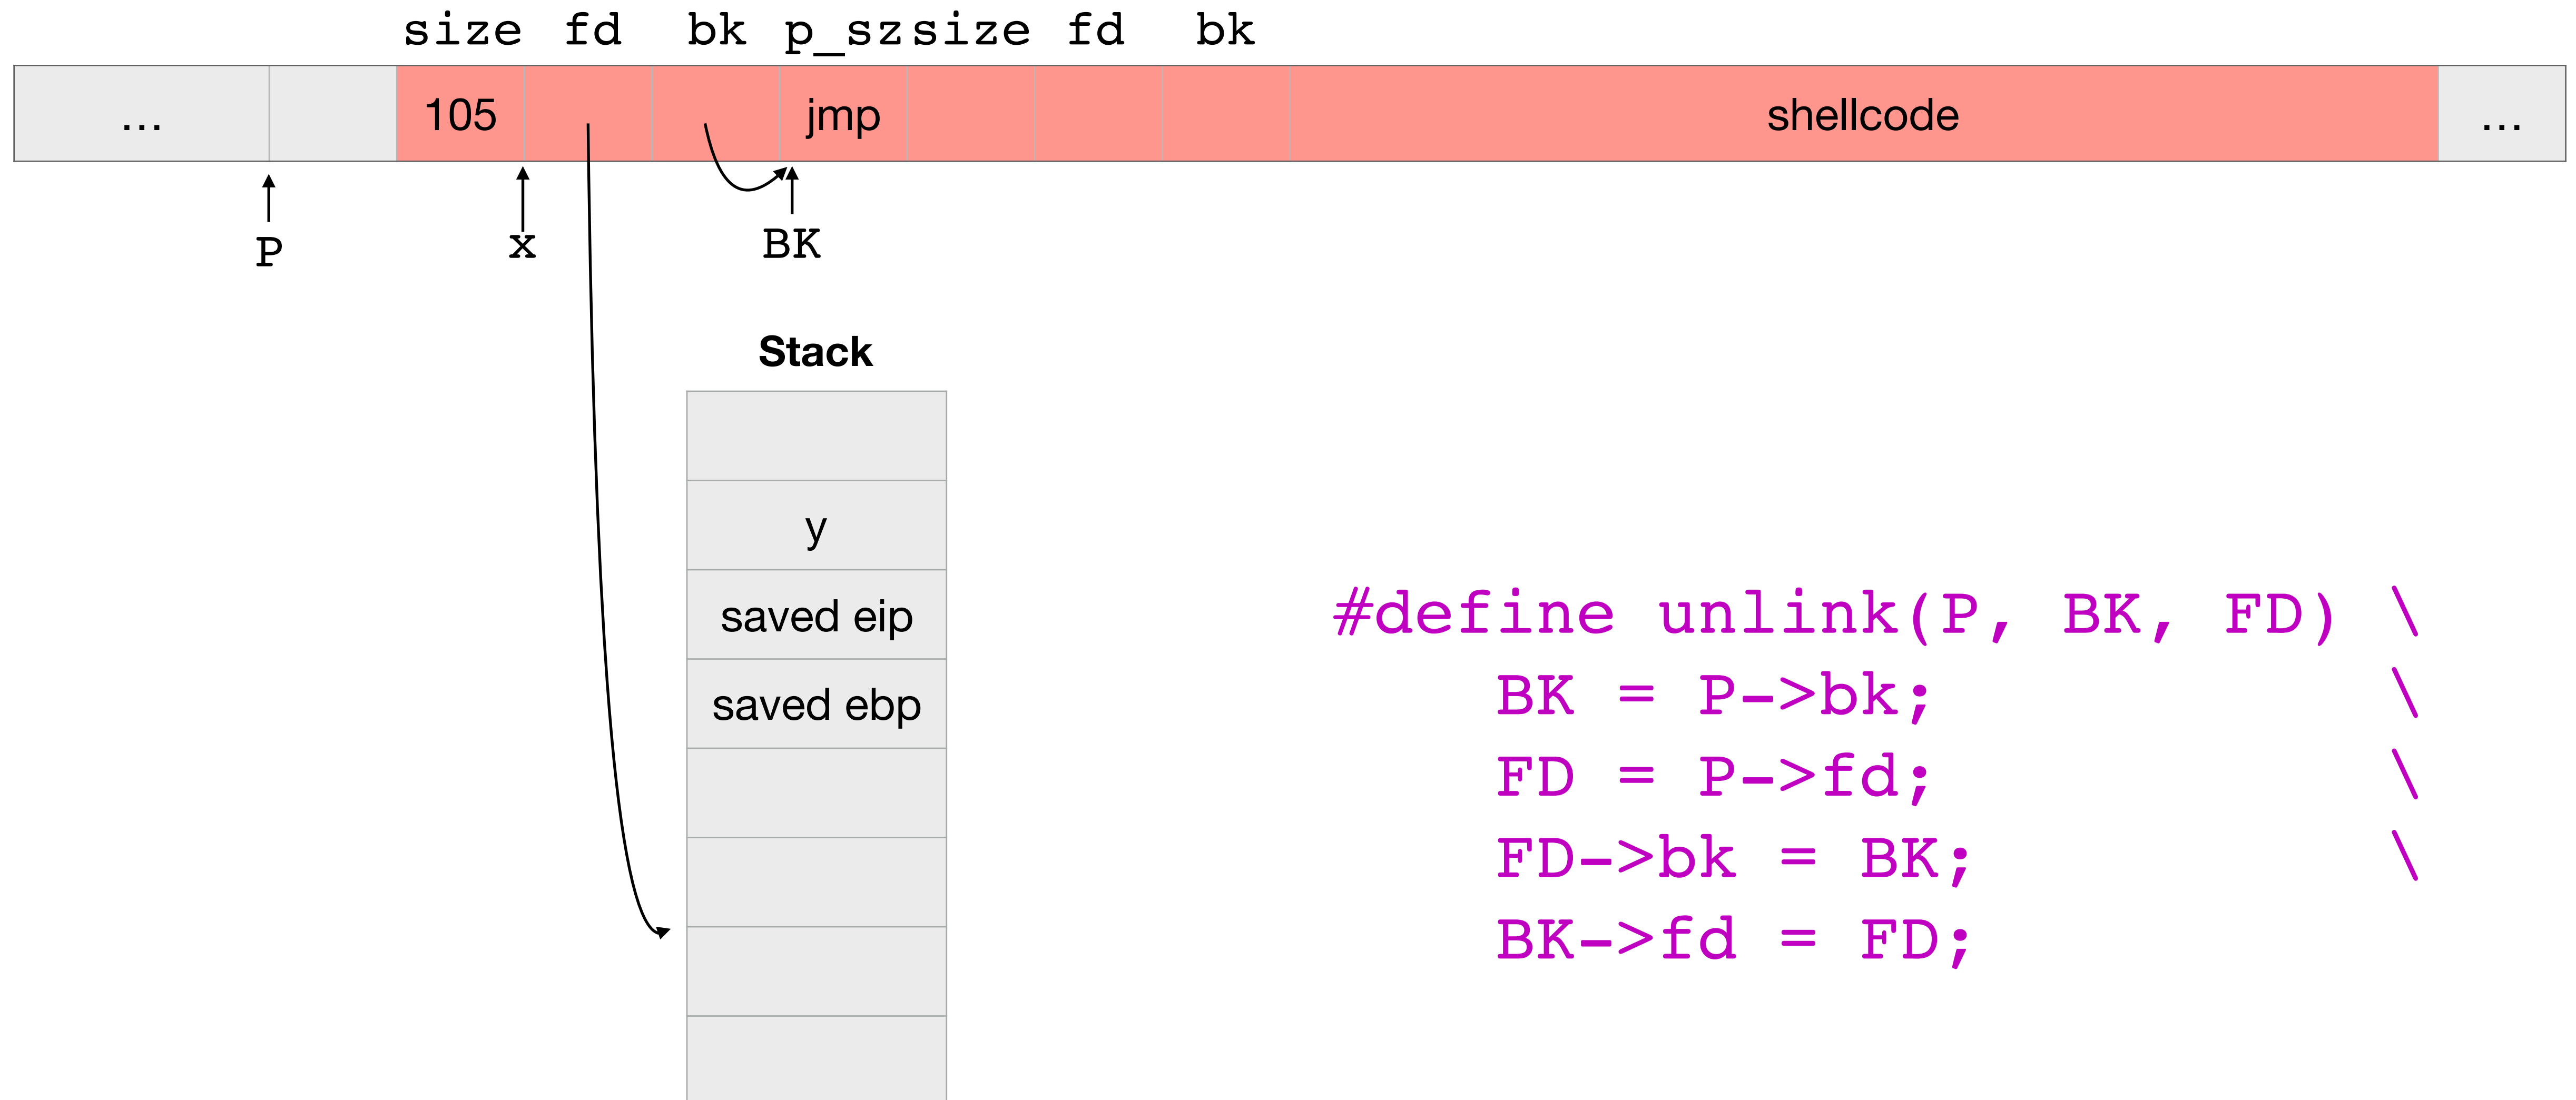 size fd bk p_sz size fd bk
... 105 jmp shellcode ...
P x BK
Stack
y
saved eip
saved ebp
#define unlink(P, BK, FD) \
BK = P->bk; \
FD = P->fd; \
FD->bk = BK; \
BK->fd = FD;